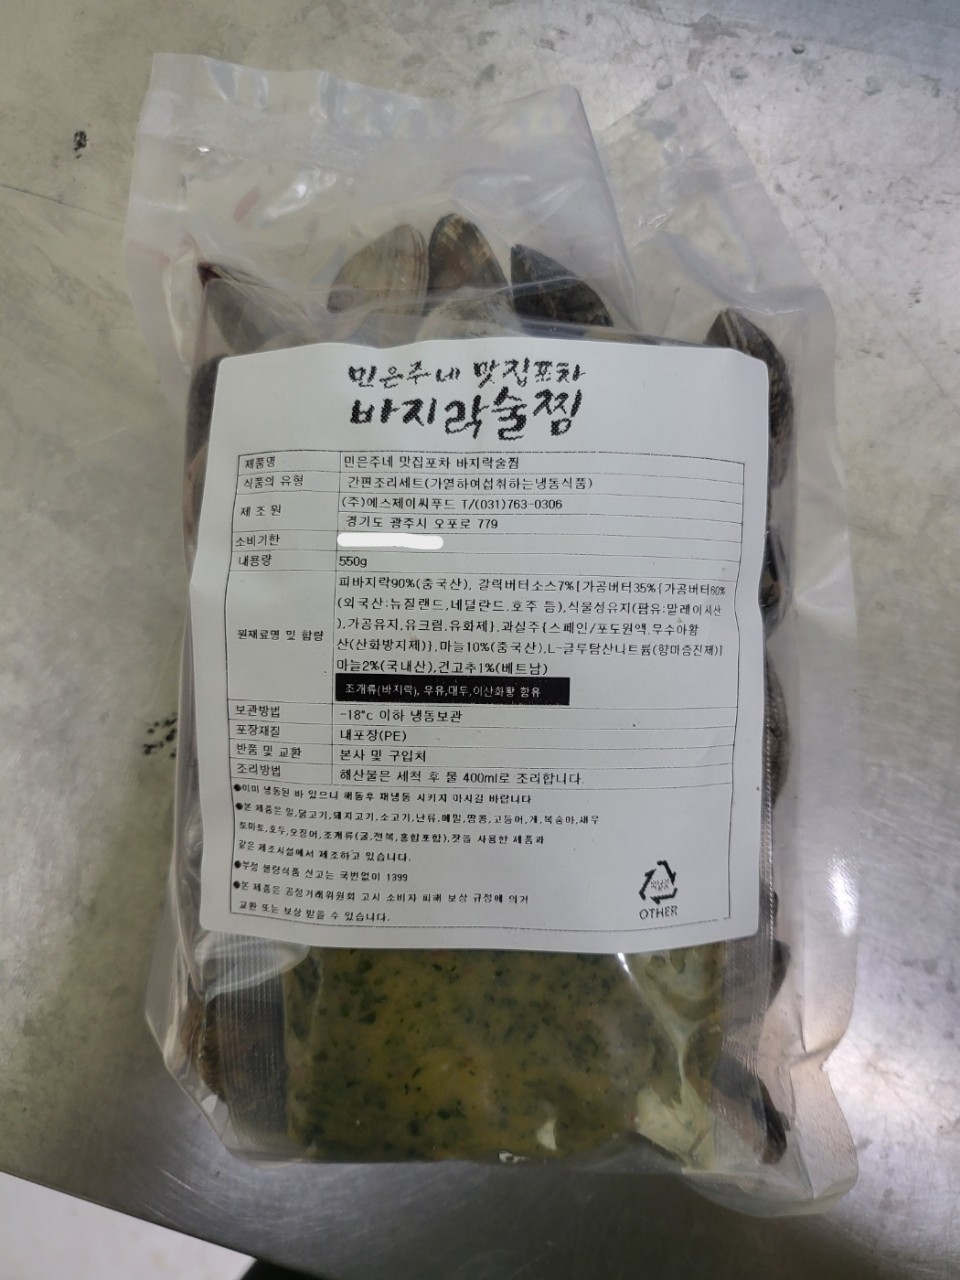 민은주네 맛집포차
바지락술찜
제품명 민은주네 맛집포차 바지락술찜
식품의 유형 간편조리세트(가열하여섭취하는냉동식품)
제 조 원 (주)에스제이씨푸드 T/(031)763-0306
경기도 광주시 오포로 779
소비기한
내용량 550g
원재료명 및 함량 피바지락90%(중국산), 갈릭버터소스7%[가공버터35%{가공버터60%
(외국산:뉴질랜드,네덜란드.호주 등),식물성유지(팜유:말레이시산
),가공유지,유크림,유화제},과실주{스페인/포도원액,무수아황
산(산화방지제)},마늘10%(중국산),L-글루탐산나트륨(향미증진제)]
마늘2%(국내산),건고추1%(베트남)
조개류(바지락), 우유,대두,이산화황 함유
보관방법 -18°c 이하 냉동보관
포장재질 내포장(PE)
반품 및 교환 본사 및 구입처
조리방법 해산물은 세척 후 물 400ml로 조리합니다.
●이미 냉동된 바 있으니 해동후 재냉동 시키지 마시길 바랍니다
●본 제품은 밀,닭고기,돼지고기,소고기,난류,메밀,땅콩,고등어,게,복숭아,새우
토마토,호두,오징어,조개류(굴,전복,홍합포함),잣을 사용한 제품과
같은 제조시설에서 제조하고 있습니다.
●부정 불량식품 신고는 국번없이 1399
●본 제품은 공정거래위원회 고시 소비자 피해 보상 규정에 의거
교환 또는 보상 받을 수 있습니다.
OTHER